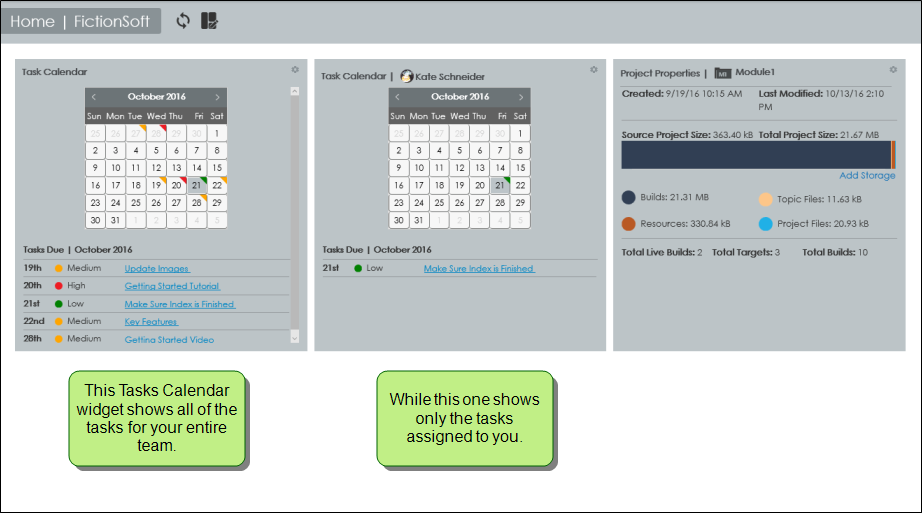 Home | FictionSoft
Task Calendar
October 2016
Sun Mon Tue Wed Thu Fri Sat
25 26 27 28 29 30 1
2 3 4 5 6 7 8
9 10 11 12 13 14 15
16 17 18 19 20 21 22
23 24 25 26 27 28 29
30 31 1 2 3 4 5
Tasks Due | October 2016
19th Medium Update Images
20th High Getting Started Tutorial
21st Low Make Sure Index is Finished
22nd Medium Key Features
28th Medium Getting Started Video
Task Calendar | Kate Schneider
October 2016
Sun Mon Tue Wed Thu Fri Sat
25 26 27 28 29 30 1
2 3 4 5 6 7 8
9 10 11 12 13 14 15
16 17 18 19 20 21 22
23 24 25 26 27 28 29
30 31 1 2 3 4 5
Tasks Due | October 2016
21st Low Make Sure Index is Finished
Project Properties | M1 Module1
Created: 9/19/16 10:15 AM Last Modified: 10/13/16 2:10
PM
Source Project Size: 363.40 kB Total Project Size: 21.67 MB
Add Storage
Builds: 21.31 MB Topic Files: 11.63 kB
Resources: 330.84 kB Project Files: 20.93 kB
Total Live Builds: 2 Total Targets: 3 Total Builds: 10
This Tasks Calendar
widget shows all of the
tasks for your entire
team.
While this one shows
only the tasks
assigned to you.